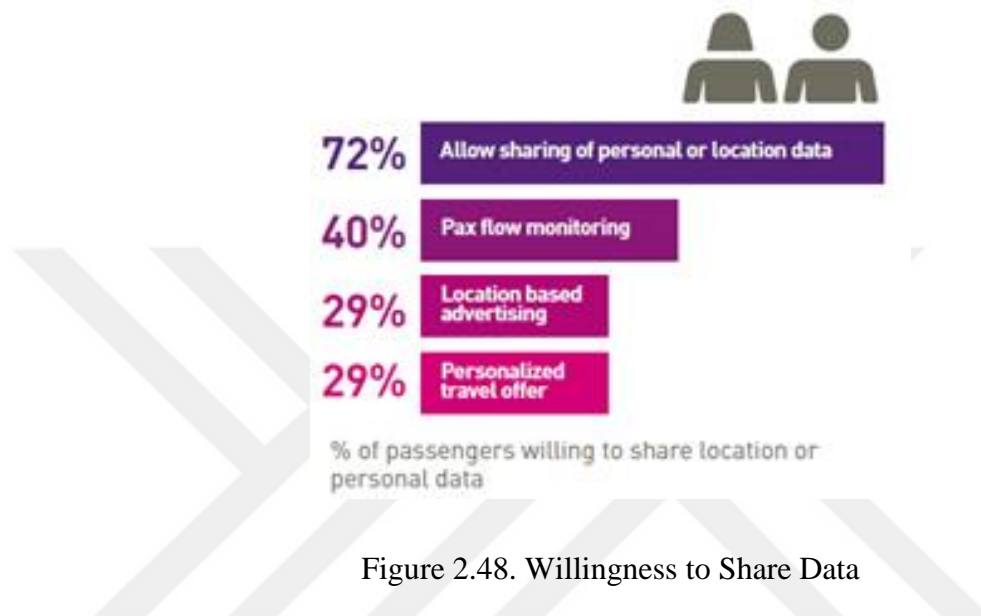 72% Allow sharing of personal or location data
40% Pax flow monitoring
29% Location based
advertising
29% Personalized
travel offer
% of passengers willing to share location or
personal data
Figure 2.48. Willingness to Share Data